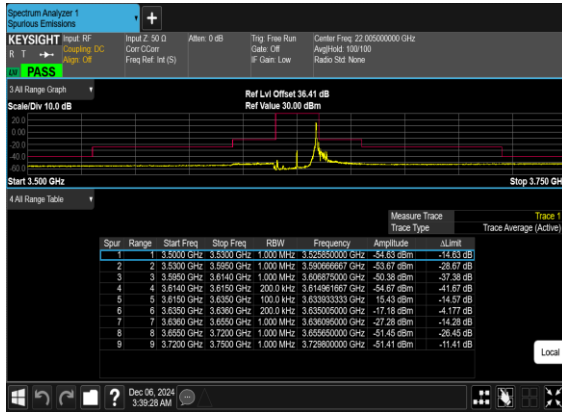 Spectrum Analyzer 1
Spurious Emissions
+
KEYSIGHT Input: RF Input Z: 50 Ω Atten: 0 dB Trig: Free Run Center Freq: 22.005000000 GHz
R T Coupling: DC Corr CCorr Gate: Off Avg|Hold: 100/100
Align: Off Freq Ref: Int (S) IF Gain: Low Radio Std: None
PASS
3 All Range Graph
Ref Lvl Offset 36.41 dB
Scale/Div 10.0 dB Ref Value 30.00 dBm
20.0
0.00
-20.0
-40.0
-60.0
Start 3.500 GHz Stop 3.750 GH
4 All Range Table
Measure Trace Trace 1
Trace Type Trace Average (Active)
Spur Range Start Freq Stop Freq RBW Frequency Amplitude ΔLimit
1 1 3.5000 GHz 3.5300 GHz 1.000 MHz 3.525850000 GHz -54.63 dBm -14.63 dB
2 2 3.5300 GHz 3.5950 GHz 1.000 MHz 3.590666667 GHz -53.67 dBm -28.67 dB
3 3 3.5950 GHz 3.6140 GHz 1.000 MHz 3.606875000 GHz -50.38 dBm -37.38 dB
4 4 3.6140 GHz 3.6150 GHz 200.0 kHz 3.614961667 GHz -54.67 dBm -41.67 dB
5 5 3.6150 GHz 3.6350 GHz 100.0 kHz 3.633933333 GHz 15.43 dBm -14.57 dB
6 6 3.6350 GHz 3.6360 GHz 200.0 kHz 3.635005000 GHz -17.18 dBm -4.177 dB
7 7 3.6360 GHz 3.6550 GHz 1.000 MHz 3.636095000 GHz -27.28 dBm -14.28 dB
8 8 3.6550 GHz 3.7200 GHz 1.000 MHz 3.655650000 GHz -51.45 dBm -26.45 dB
9 9 3.7200 GHz 3.7500 GHz 1.000 MHz 3.729800000 GHz -51.41 dBm -11.41 dB
Local
? Dec 06, 2024
3:39:28 AM